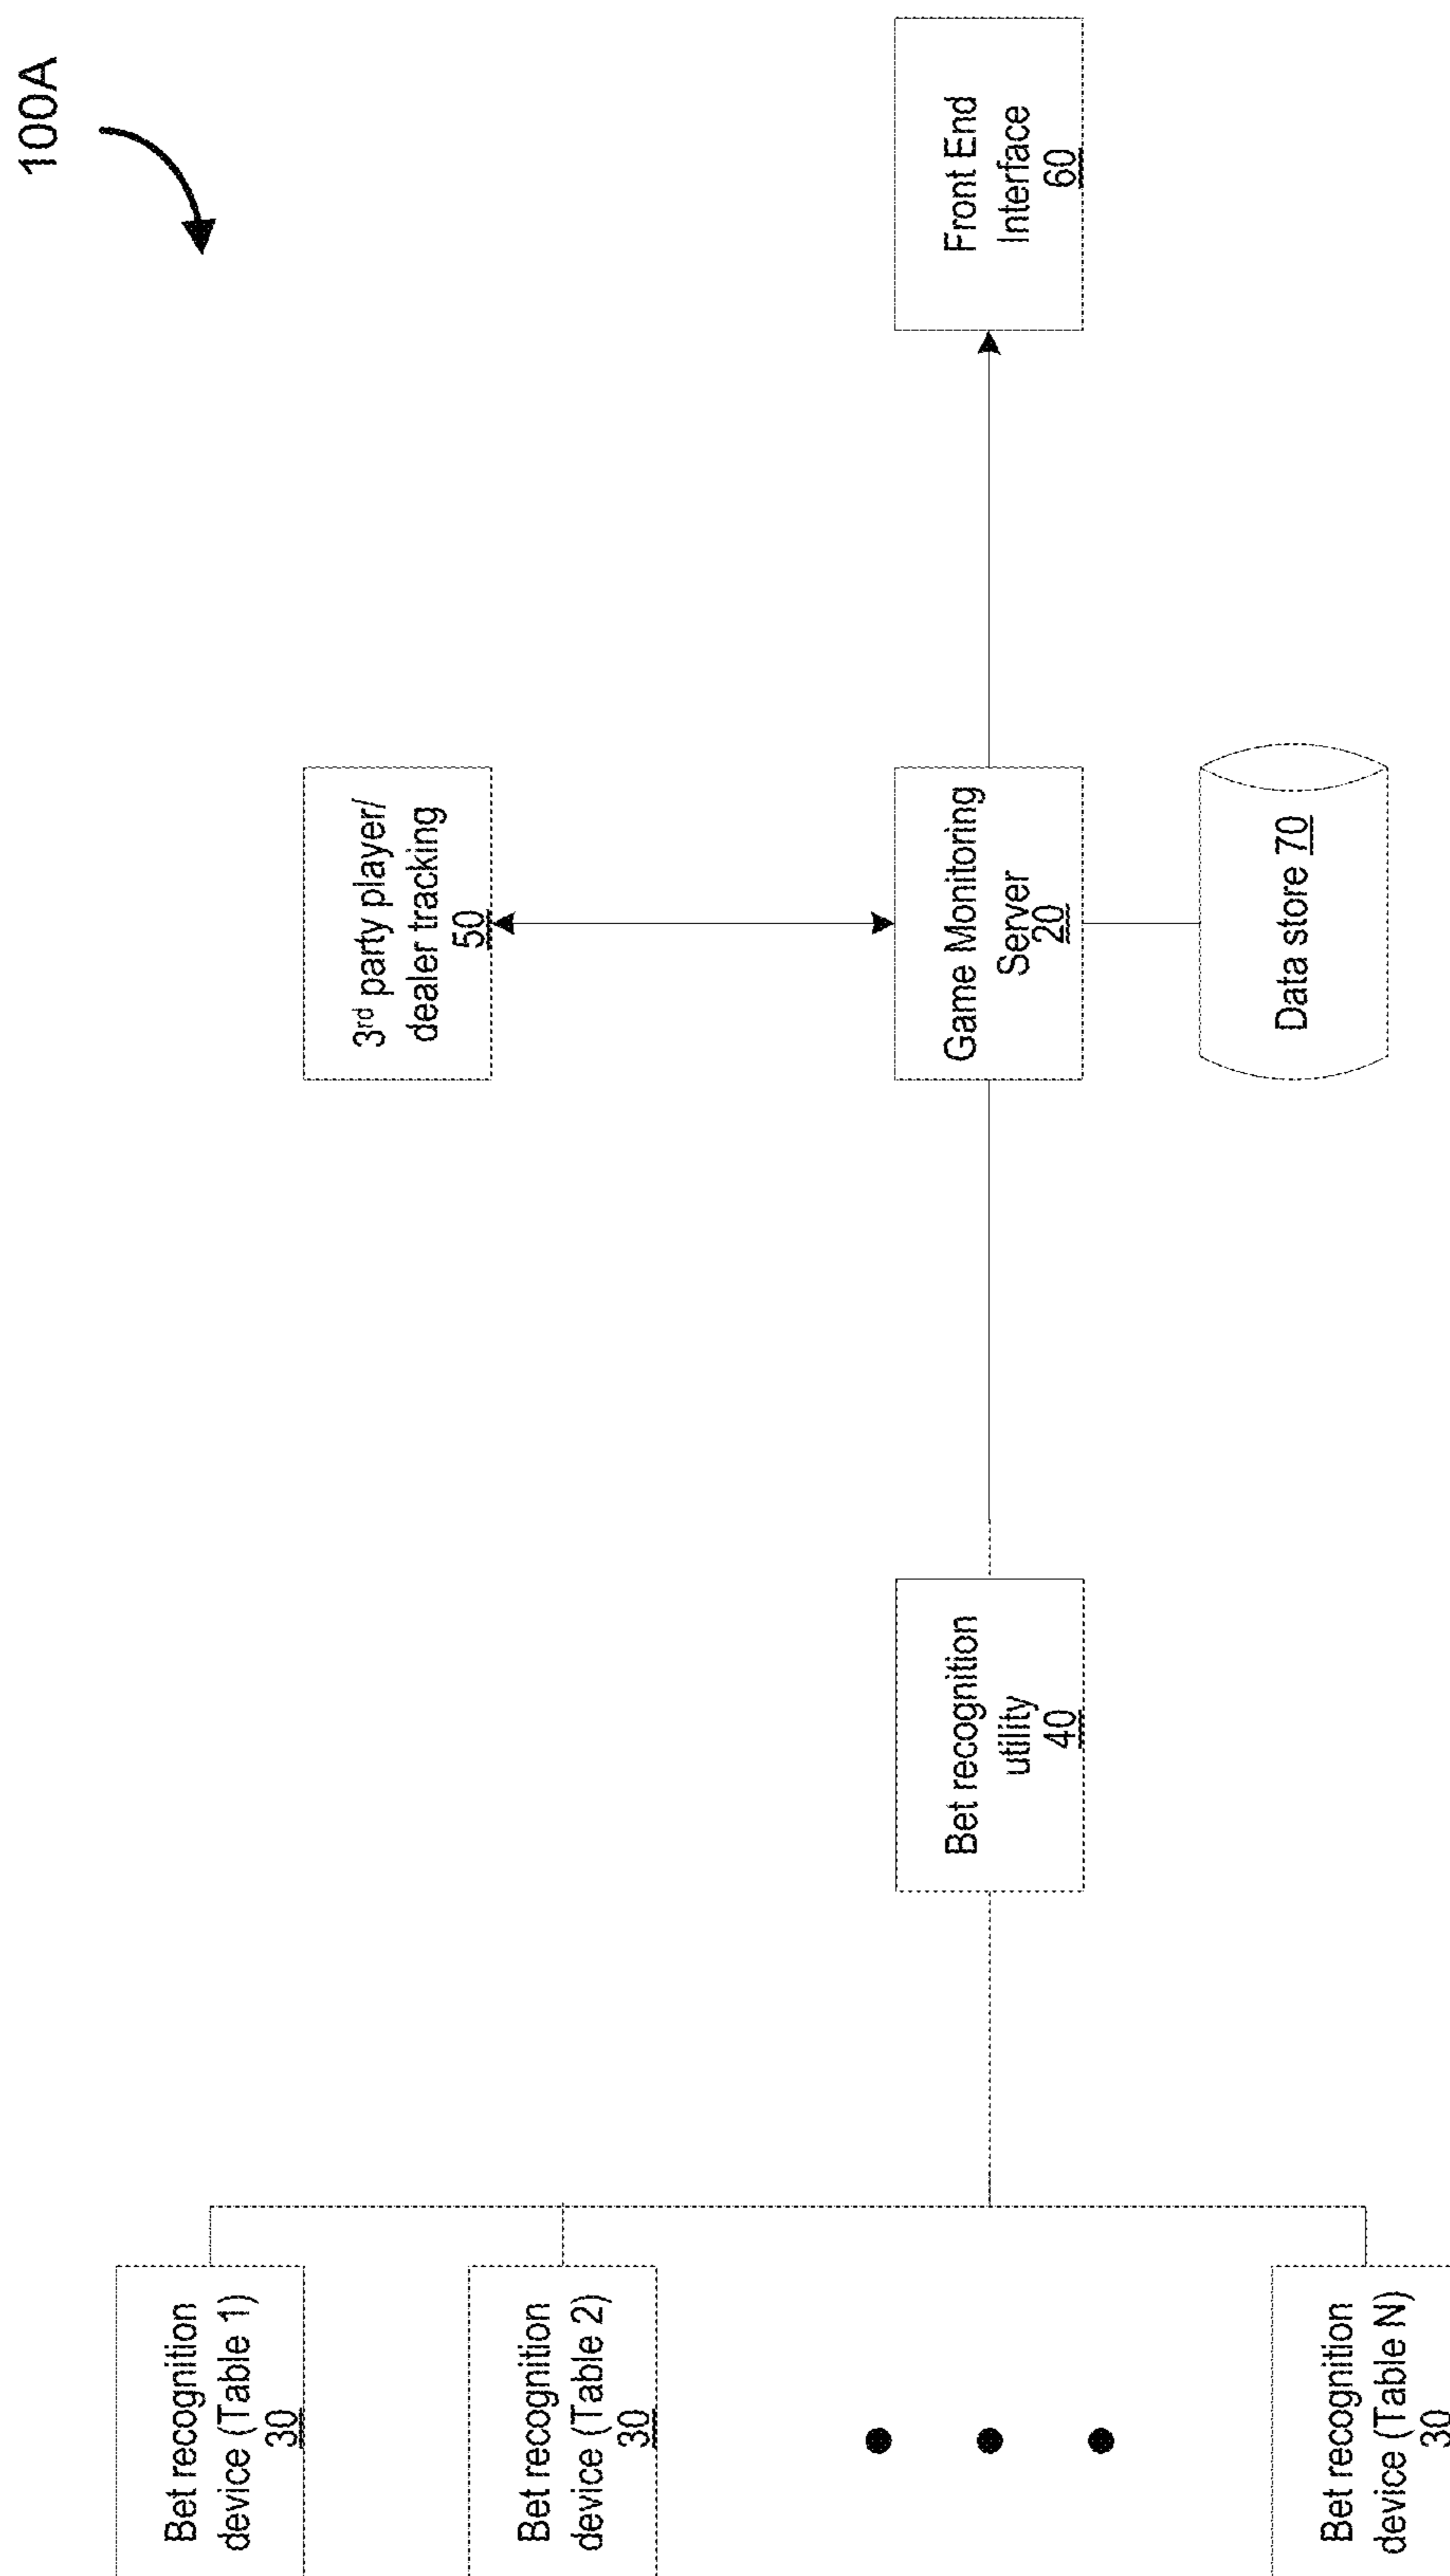 100A
Bet recognition
device (Table 1)
30
Bet recognition
device (Table 2)
30
Bet recognition
device (Table N)
30
Bet recognition
utility
40
3rd party player/
dealer tracking
50
Game Monitoring
Server
20
Data store 70
Front End
Interface
60